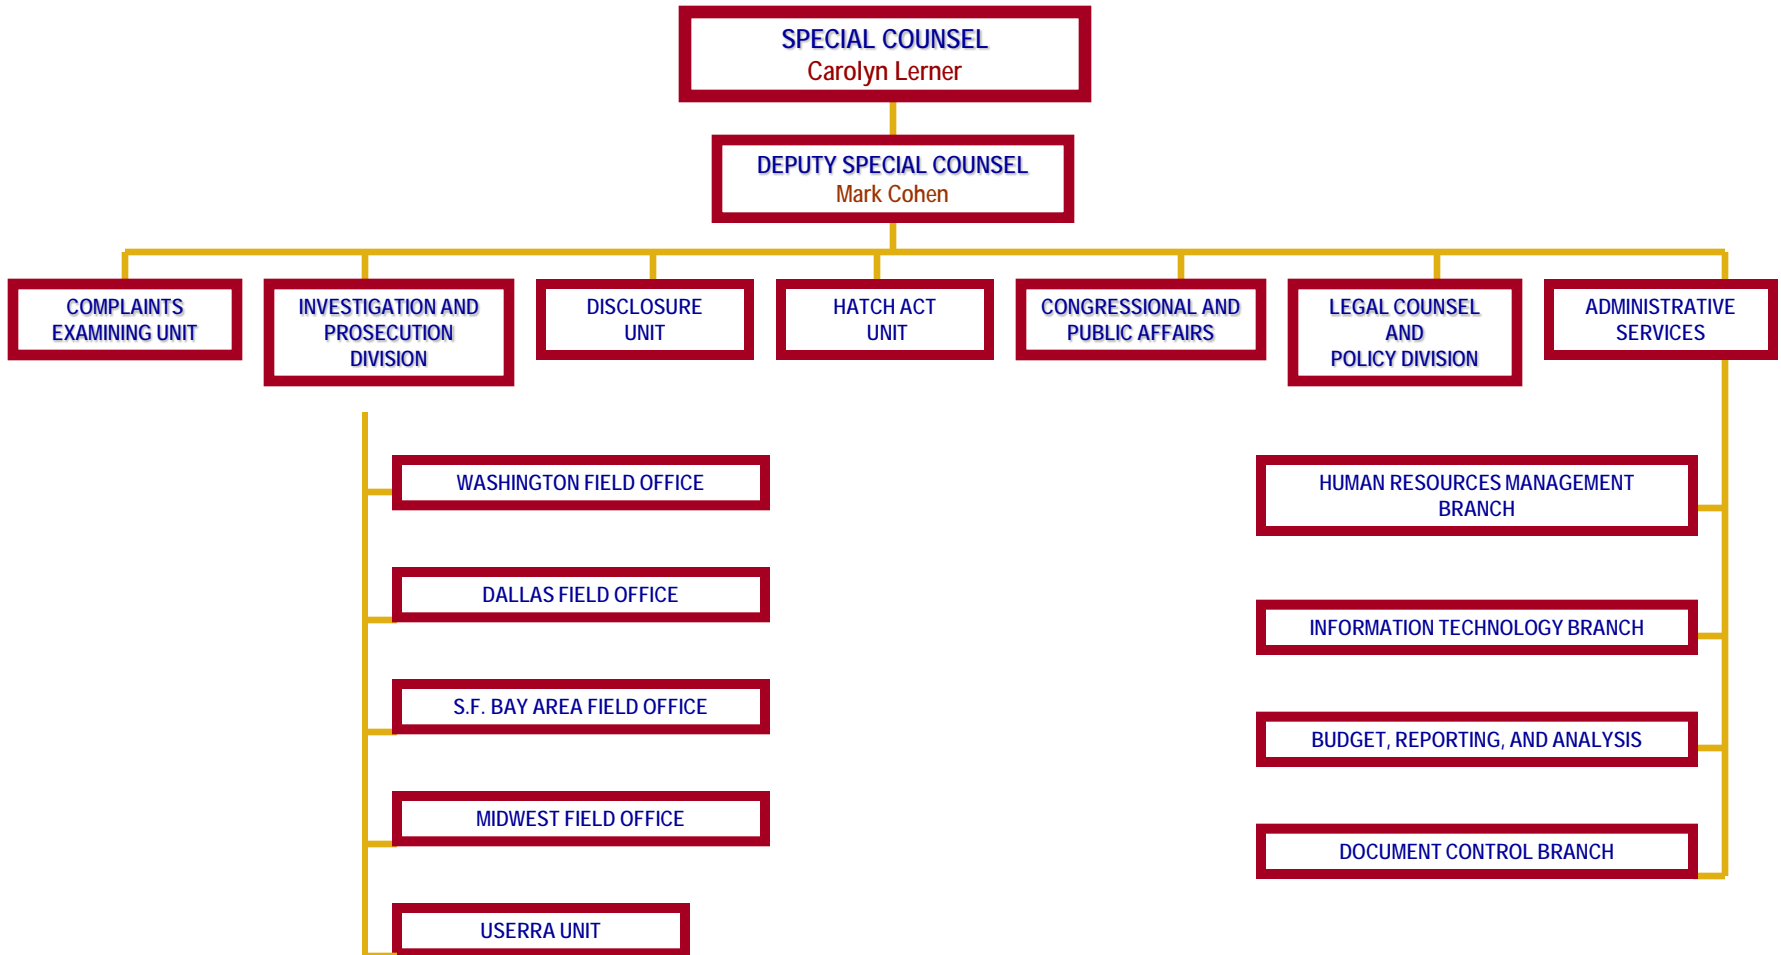 SPECIAL COUNSEL
Carolyn Lerner
DEPUTY SPECIAL COUNSEL
Mark Cohen
COMPLAINTS
EXAMINING UNIT
INVESTIGATION AND
PROSECUTION
DIVISION
DISCLOSURE
UNIT
HATCH ACT
UNIT
CONGRESSIONAL AND
PUBLIC AFFAIRS
LEGAL COUNSEL
AND
POLICY DIVISION
ADMINISTRATIVE
SERVICES
WASHINGTON FIELD OFFICE
DALLAS FIELD OFFICE
S.F. BAY AREA FIELD OFFICE
MIDWEST FIELD OFFICE
USERRA UNIT
HUMAN RESOURCES MANAGEMENT
BRANCH
INFORMATION TECHNOLOGY BRANCH
BUDGET, REPORTING, AND ANALYSIS
DOCUMENT CONTROL BRANCH